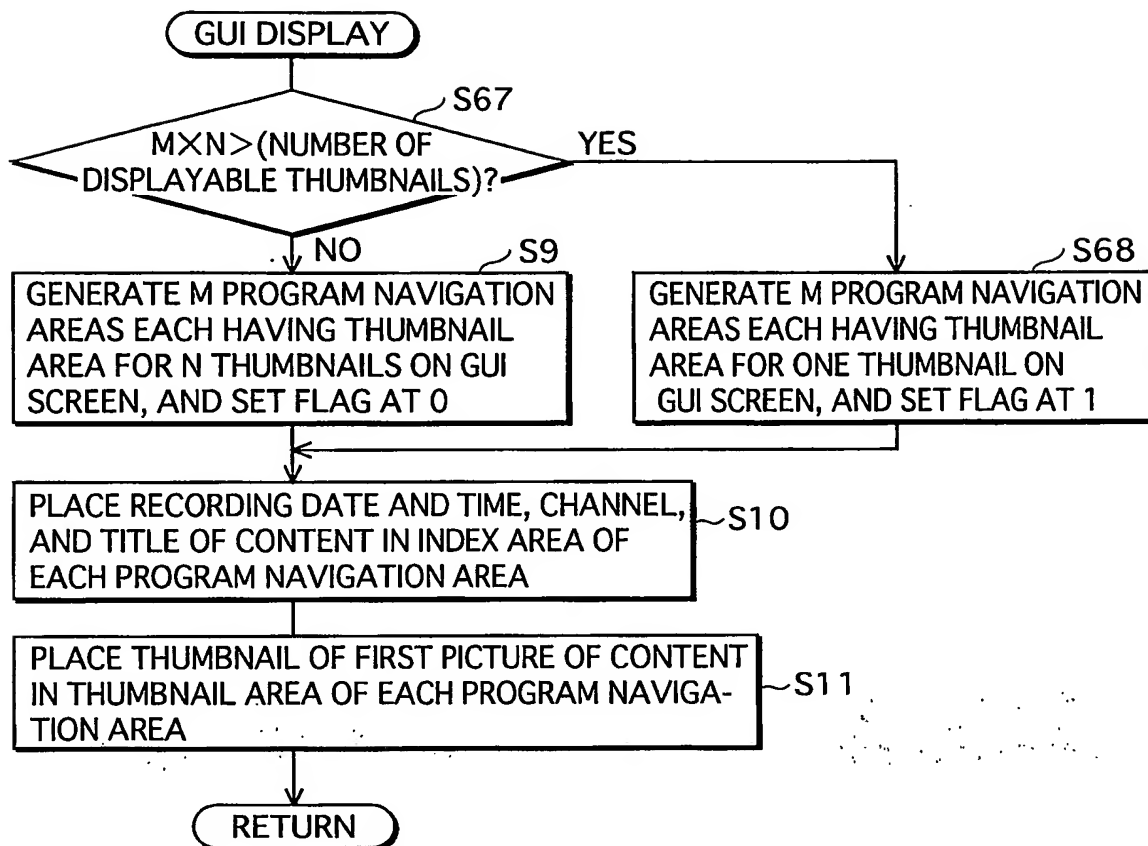 GUI DISPLAY
S67
M×N>(NUMBER OF
DISPLAYABLE THUMBNAILS)?
YES
NO
S9
GENERATE M PROGRAM NAVIGATION
AREAS EACH HAVING THUMBNAIL
AREA FOR N THUMBNAILS ON GUI
SCREEN, AND SET FLAG AT 0
S68
GENERATE M PROGRAM NAVIGATION
AREAS EACH HAVING THUMBNAIL
AREA FOR ONE THUMBNAIL ON
GUI SCREEN, AND SET FLAG AT 1
PLACE RECORDING DATE AND TIME, CHANNEL,
AND TITLE OF CONTENT IN INDEX AREA OF
EACH PROGRAM NAVIGATION AREA
S10
PLACE THUMBNAIL OF FIRST PICTURE OF CONTENT
IN THUMBNAIL AREA OF EACH PROGRAM NAVIGA-
TION AREA
S11
RETURN